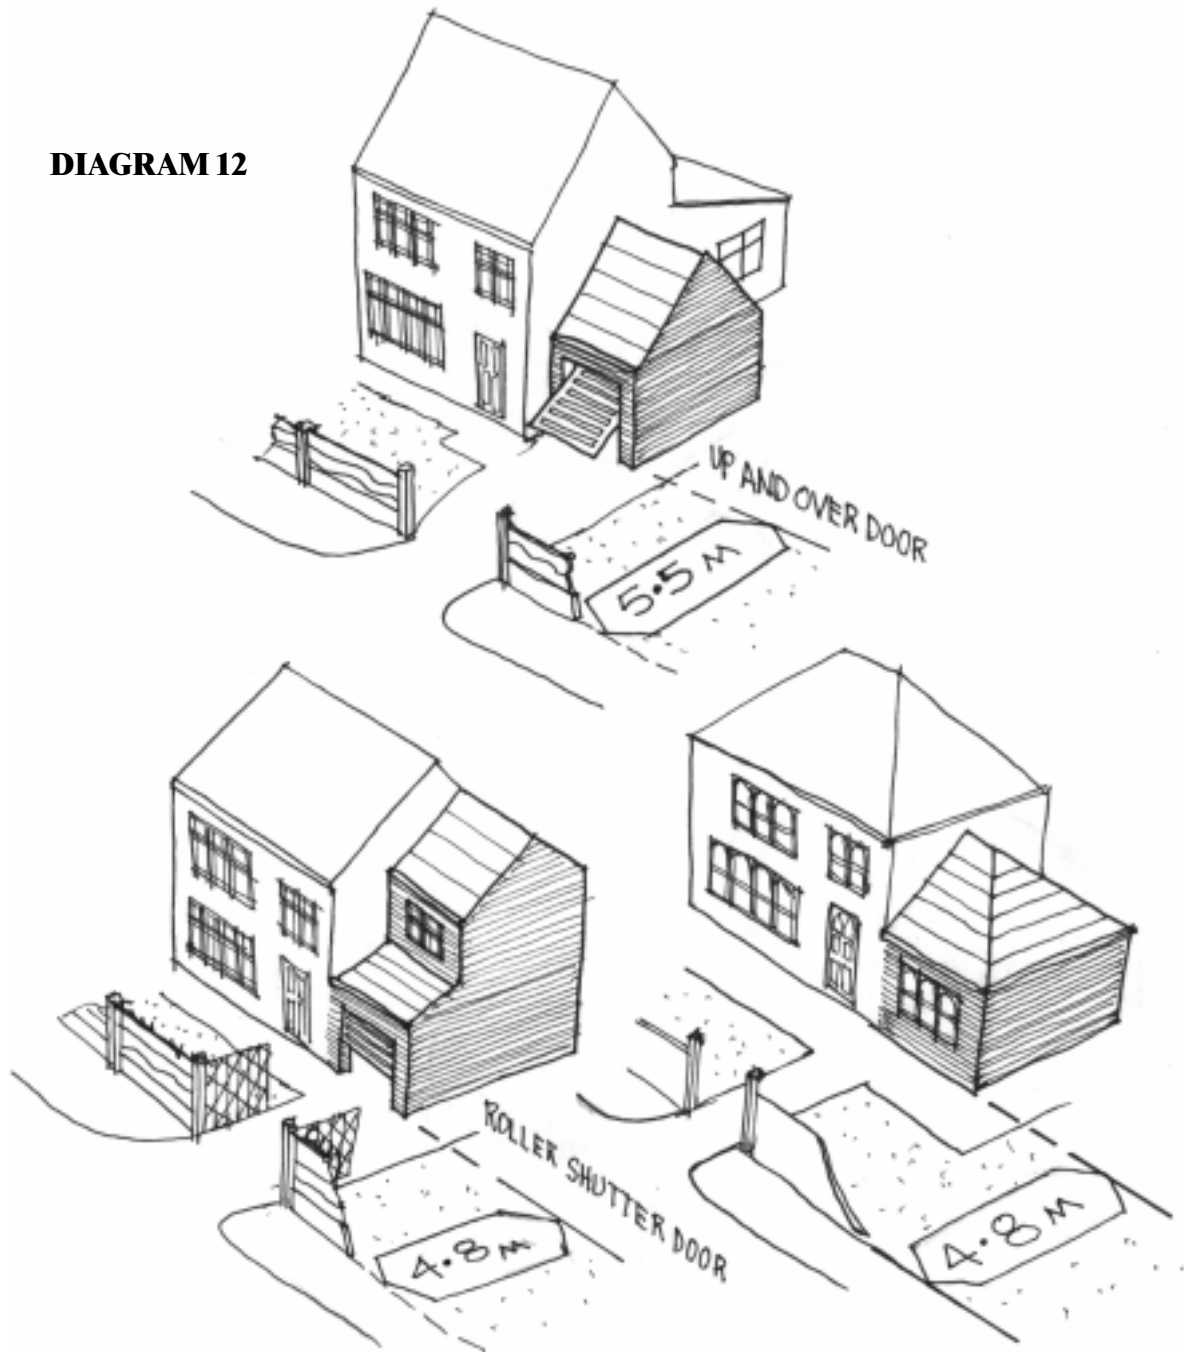 DIAGRAM 12
UP AND OVER DOOR
5.5 M
ROLLER SHUTTER DOOR
4.8 M
4.8 M